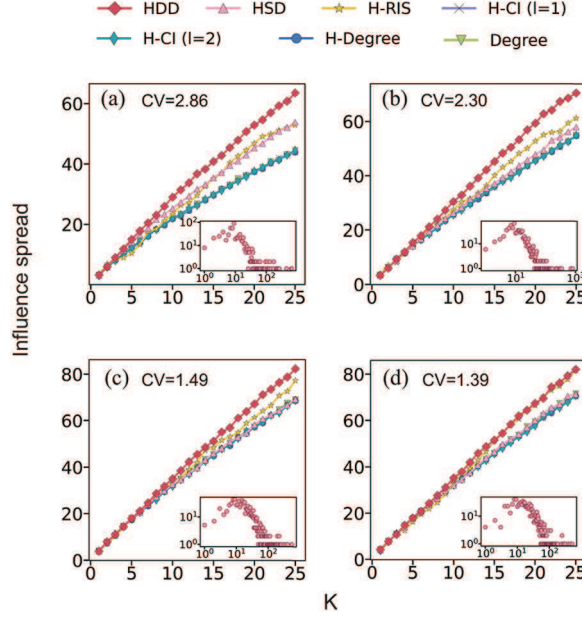 HDD HSD H-RIS H-CI (l=1)
H-CI (l=2) H-Degree Degree
Influence spread
(a) CV=2.86
60
40
20
0 5 10 15 20 25
10² 10¹ 10⁰
10⁰ 10²
(b) CV=2.30
60
40
20
0 5 10 15 20 25
10¹ 10⁰
10¹ 10³
(c) CV=1.49
80
60
40
20
0
0 5 10 15 20 25
10¹ 10⁰
10⁰ 10¹ 10²
(d) CV=1.39
80
60
40
20
0
0 5 10 15 20 25
10¹ 10⁰
10⁰ 10¹ 10²
K